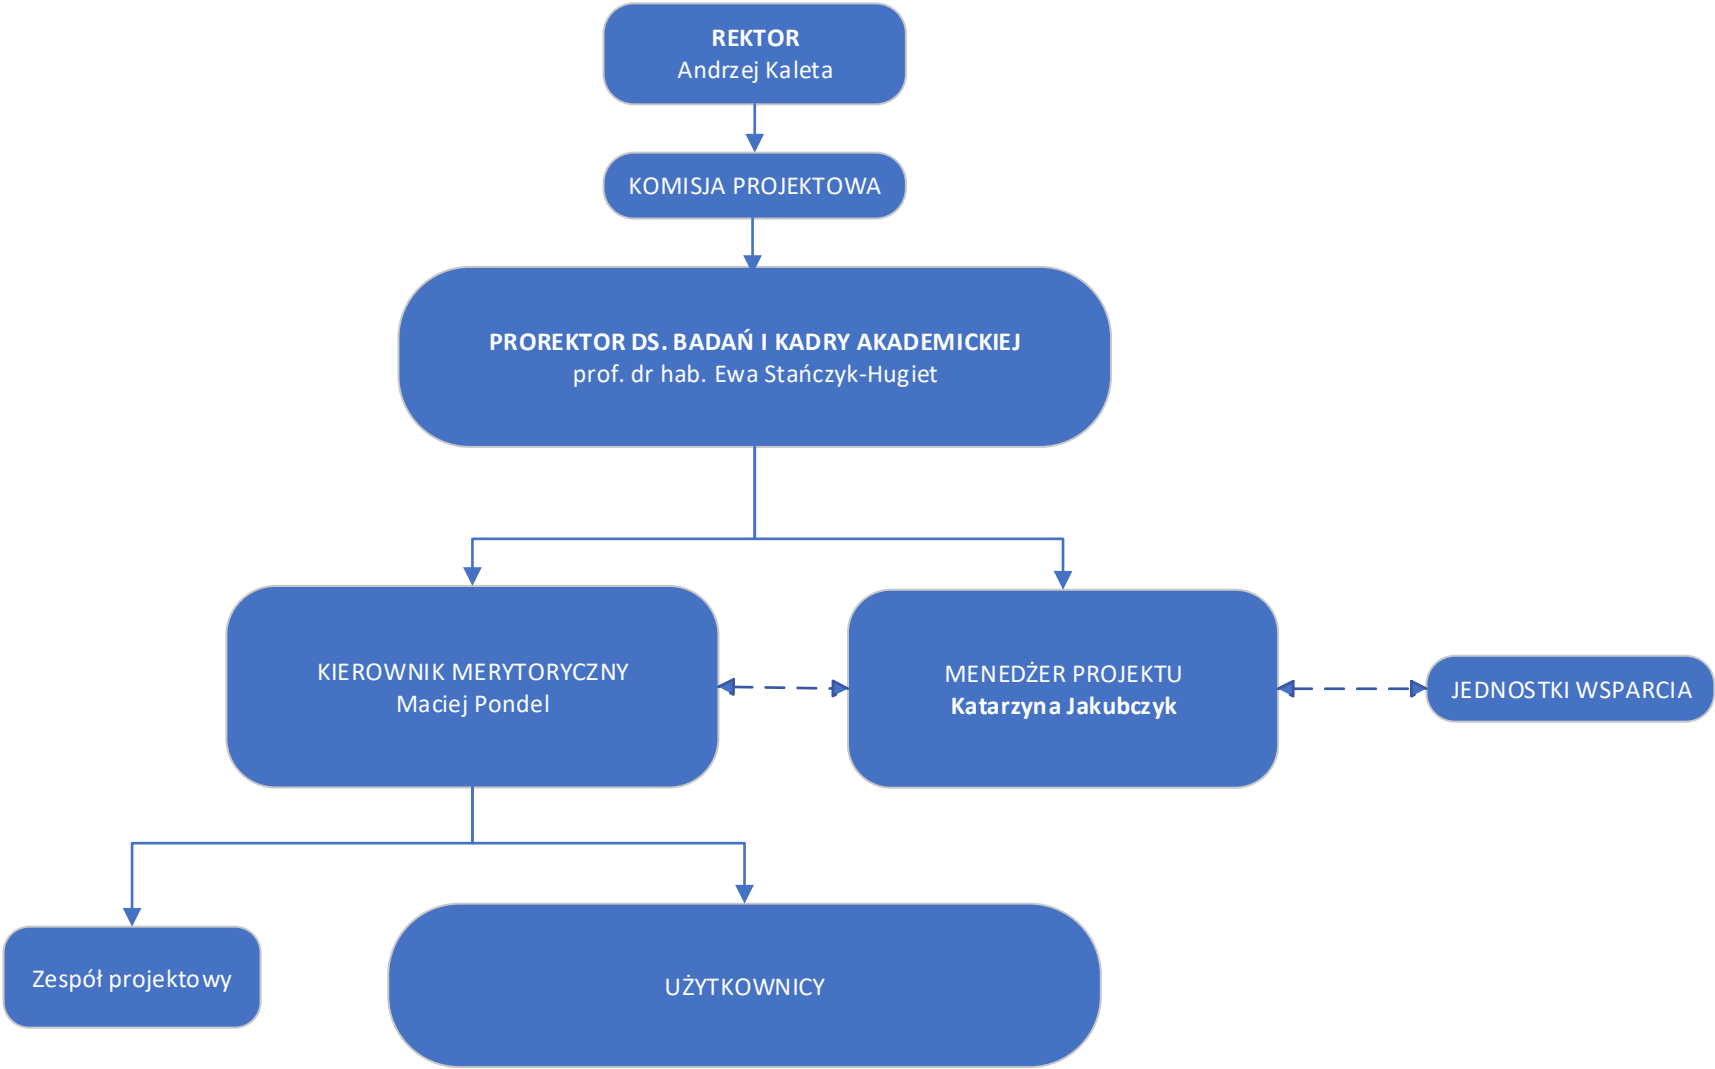 REKTOR
Andrzej Kaleta
KOMISJA PROJEKTOWA
PROREKTOR DS. BADAŃ I KADRY AKADEMICKIEJ
prof. dr hab. Ewa Stańczyk-Hugiet
KIEROWNIK MERYTORYCZNY
Maciej Pondel
MENEDŻER PROJEKTU
Katarzyna Jakubczyk
JEDNOSTKI WSPARCIA
Zespół projektowy
UŻYTKOWNICY